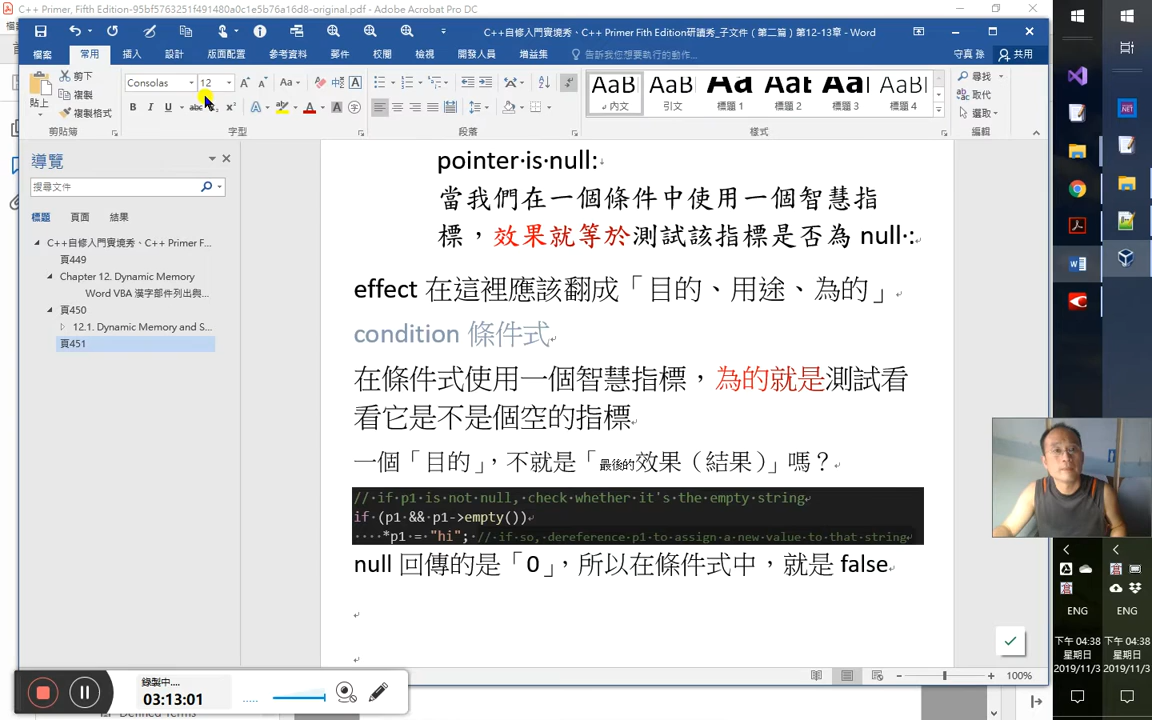 C++ Primer, Fifth Edition-95bf5763251f491480a0c1e5b76a16d8-original.pdf - Adobe Acrobat Pro DC
C++自修入門實境秀、C++ Primer Fith Edition研讀秀_子文件（第二篇）12-13章 - Word
檔案 常用 插入 設計 版面配置 參考資料 郵件 校閱 檢視 開發人員 增益集 告訴我您想要執行的動作... 守真 共用
貼上 剪下 複製 複製格式 剪貼簿
Consolas 12 字型
段落
AaB 內文 AaB 引文 AaB 標題 1 Aat 標題 2 Aat 標題 3 AaBl 標題 4 樣式
尋找 取代 選取 編輯
導覽
搜尋文件
標題 頁面 結果
C++自修入門實境秀、C++ Primer F...
頁449
Chapter 12. Dynamic Memory
Word VBA 漢字部件列出與...
頁450
12.1. Dynamic Memory and S...
頁451
pointer is null:
當我們在一個條件中使用一個智慧指
標，效果就等於測試該指標是否為 null :
effect 在這裡應該翻成「目的、用途、為的」
condition 條件式
在條件式使用一個智慧指標，為的就是測試看
看它是不是個空的指標
一個「目的」，不就是「最後的效果（結果）」嗎？
// if p1 is not null, check whether it's the empty string
if (p1 && p1->empty())
*p1 = "hi"; // if so, dereference p1 to assign a new value to that string
null 回傳的是「0」，所以在條件式中，就是 false
100%
錄製中....
03:13:01
Defined Terms
ENG ENG
下午 04:38 下午 04:38
星期日 星期日
2019/11/3 2019/11/3